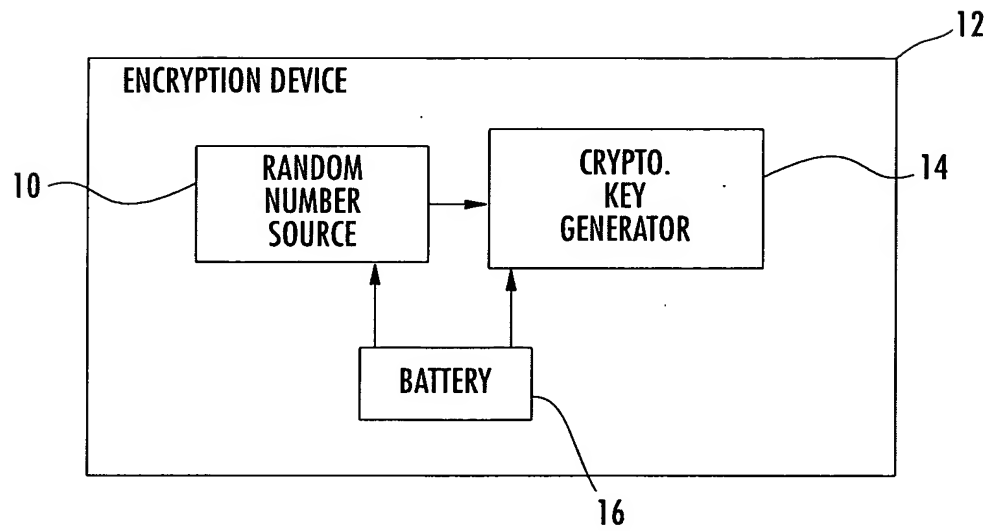 12
ENCRYPTION DEVICE
10
RANDOM
NUMBER
SOURCE
CRYPTO.
KEY
GENERATOR
14
BATTERY
16